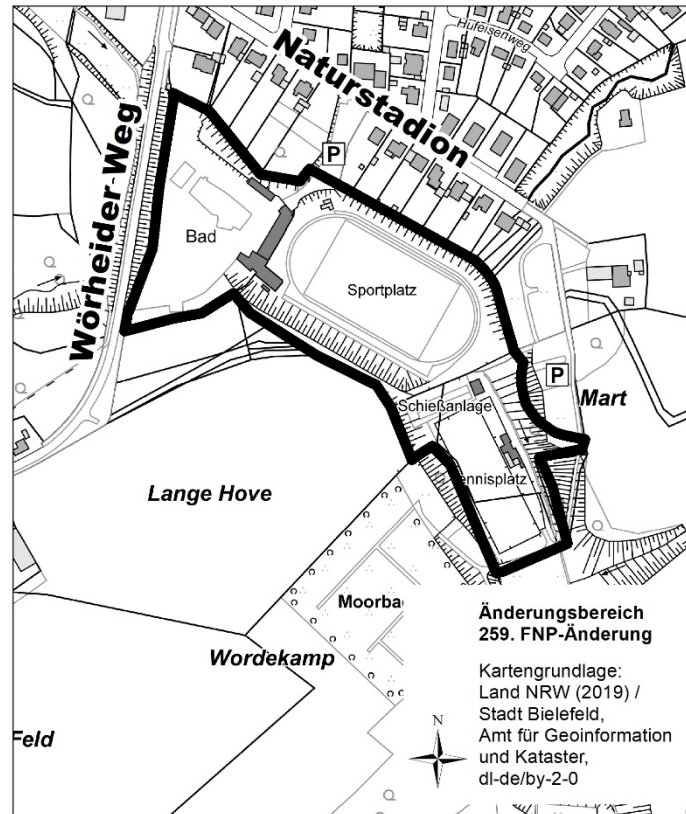 Hufeisenweg
Naturstadion
Wörheider Weg
P
Bad
Sportplatz
P
Schießanlage
Mart
ennisplatz
Lange Hove
Moorba
Wordekamp
Feld
Änderungsbereich
259. FNP-Änderung
Kartengrundlage:
Land NRW (2019) /
Stadt Bielefeld,
Amt für Geoinformation
und Kataster,
dl-de/by-2-0
N